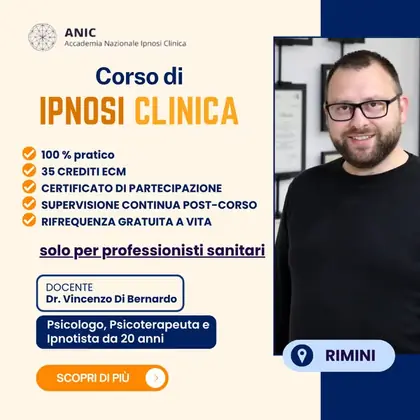 ANIC
Accademia Nazionale Ipnosi Clinica
Corso di
IPNOSI CLINICA
100 % pratico
35 CREDITI ECM
CERTIFICATO DI PARTECIPAZIONE
SUPERVISIONE CONTINUA POST-CORSO
RIFREQUENZA GRATUITA A VITA
solo per professionisti sanitari
DOCENTE
Dr. Vincenzo Di Bernardo
Psicologo, Psicoterapeuta e
Ipnotista da 20 anni
SCOPRI DI PIÙ
RIMINI